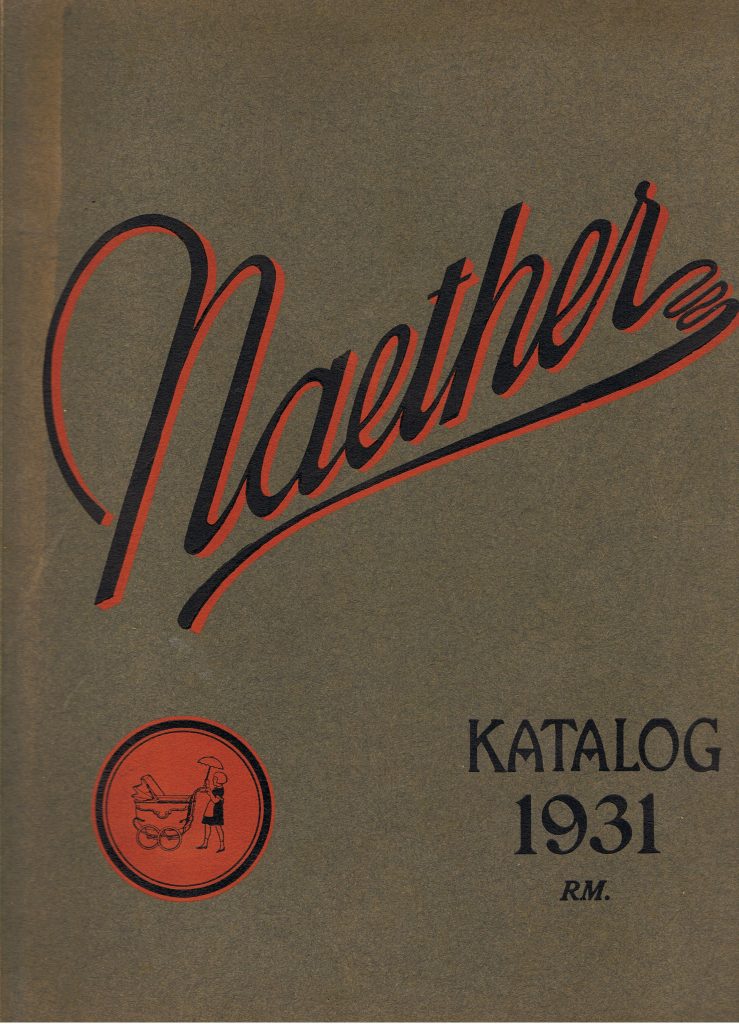 Naether
KATALOG
1931
RM.